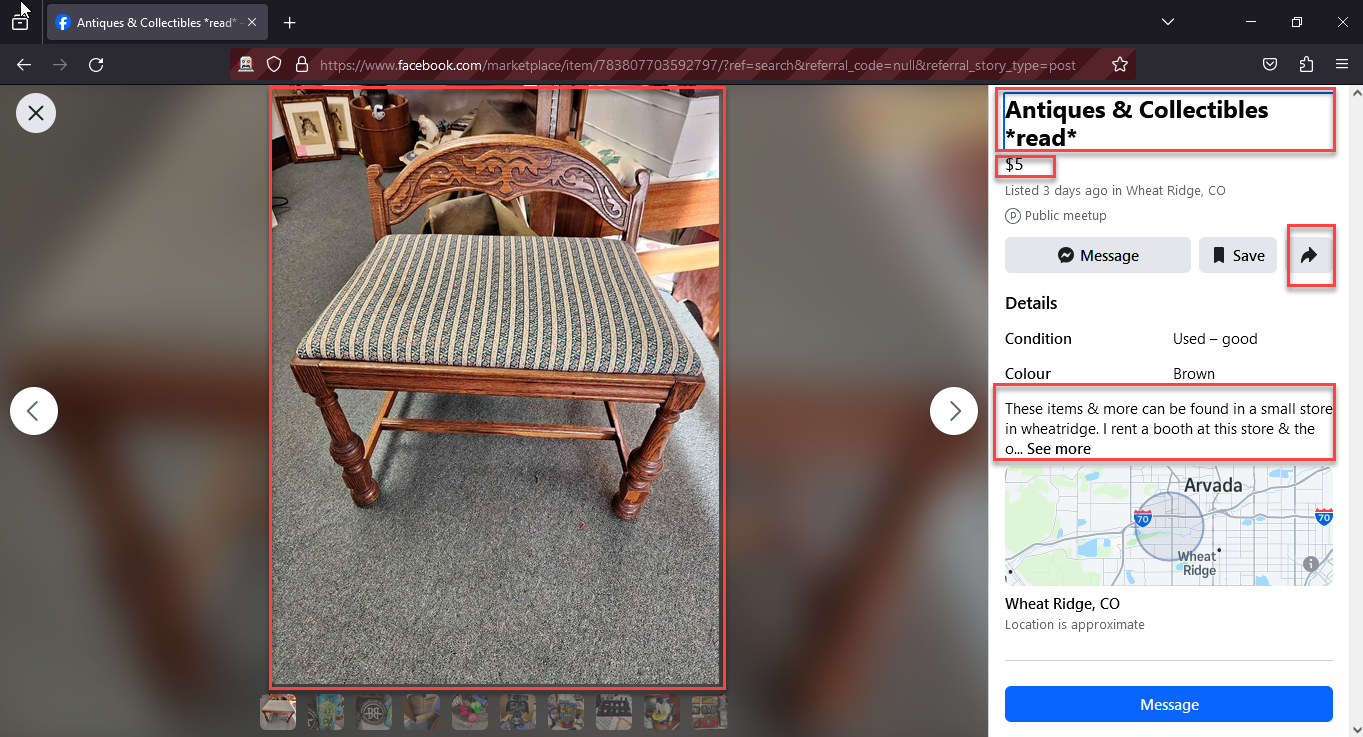 Antiques & Collectibles *read* -
https://www.facebook.com/marketplace/item/783807703592797/?ref=search&referral_code=null&referral_story_type=post
Antiques & Collectibles
*read*
$5
Listed 3 days ago in Wheat Ridge, CO
P Public meetup
Message
Save
Details
Condition Used – good
Colour Brown
These items & more can be found in a small store
in wheatridge. I rent a booth at this store & the
o... See more
Arvada
70
70
Wheat
Ridge
Wheat Ridge, CO
Location is approximate
Message